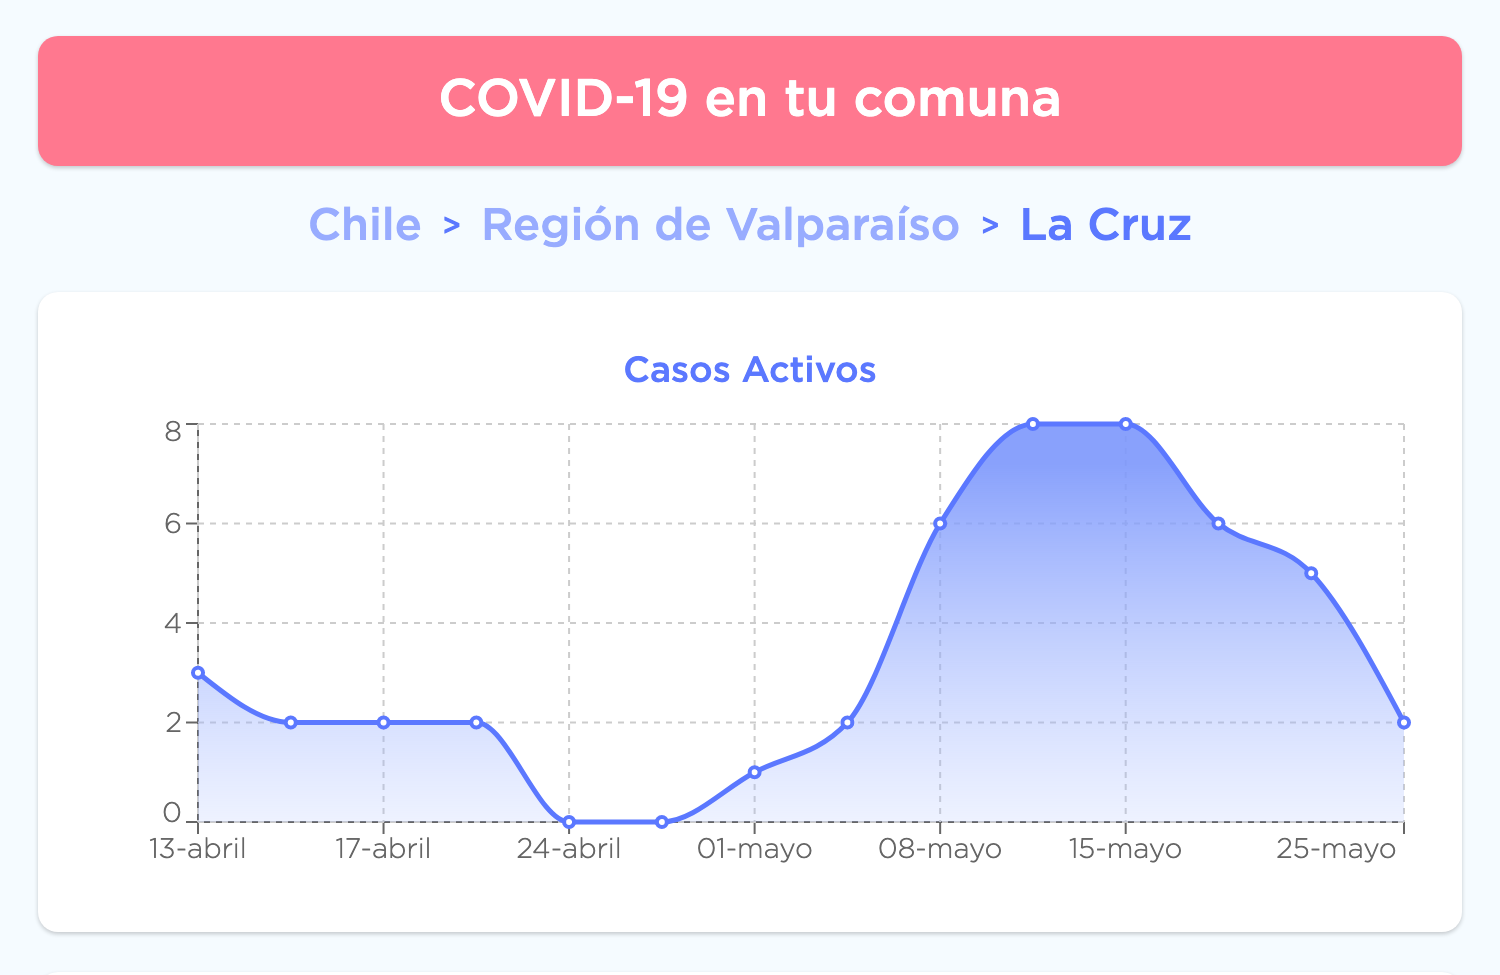 COVID-19 en tu comuna
Chile > Región de Valparaíso > La Cruz
Casos Activos
8
6
4
2
0
13-abril 17-abril 24-abril 01-mayo 08-mayo 15-mayo 25-mayo